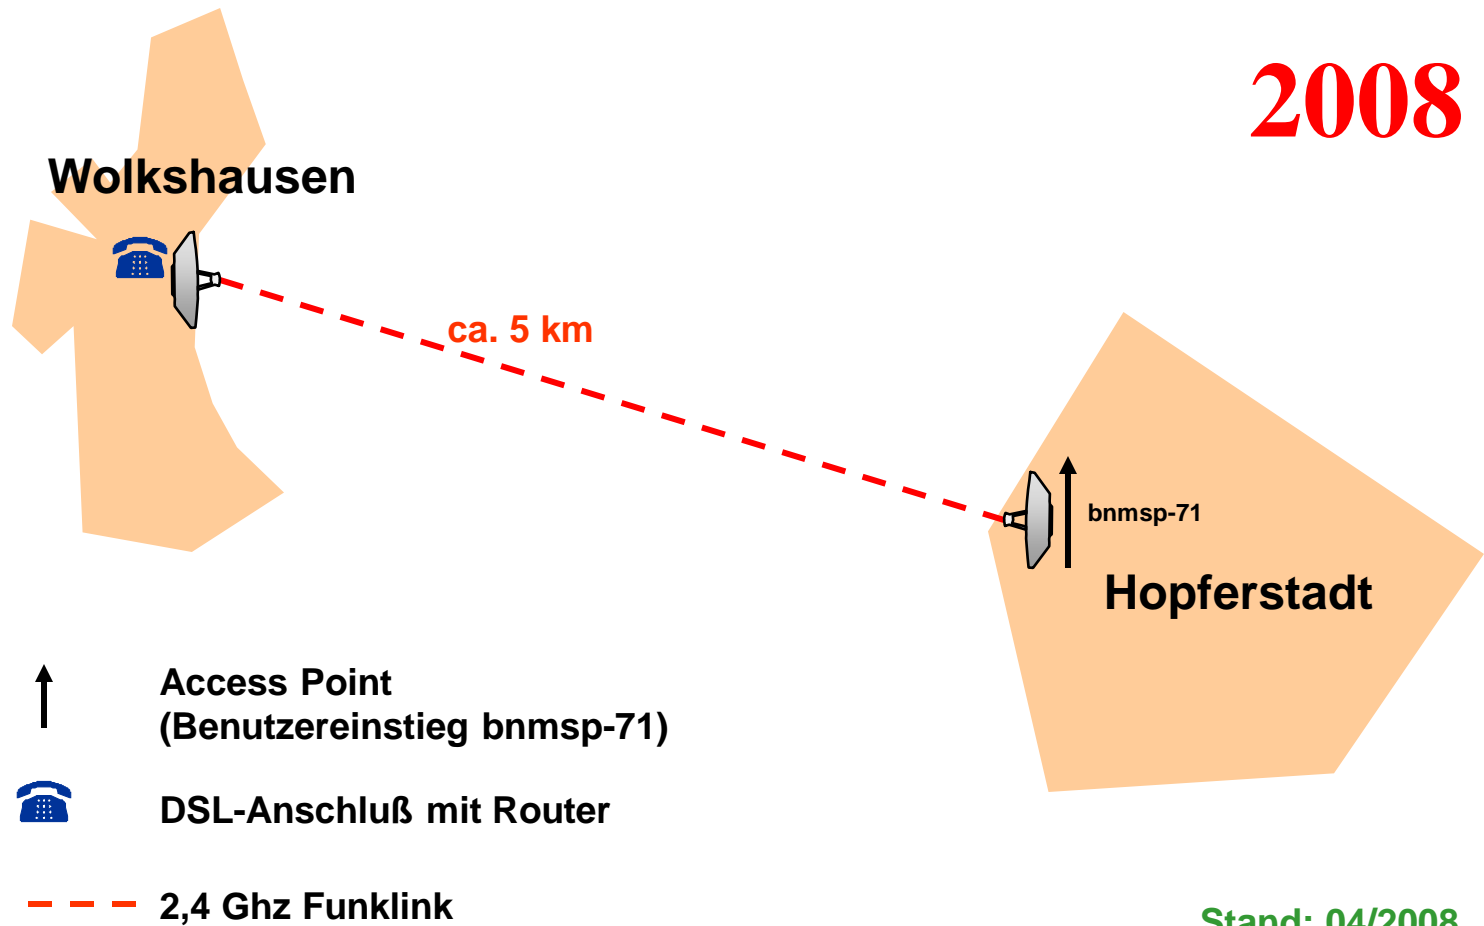 2008
Wolkshausen
ca. 5 km
bnmsp-71
Hopferstadt
Access Point
(Benutzereinstieg bnmsp-71)
DSL-Anschluß mit Router
2,4 Ghz Funklink
Stand: 04/2008